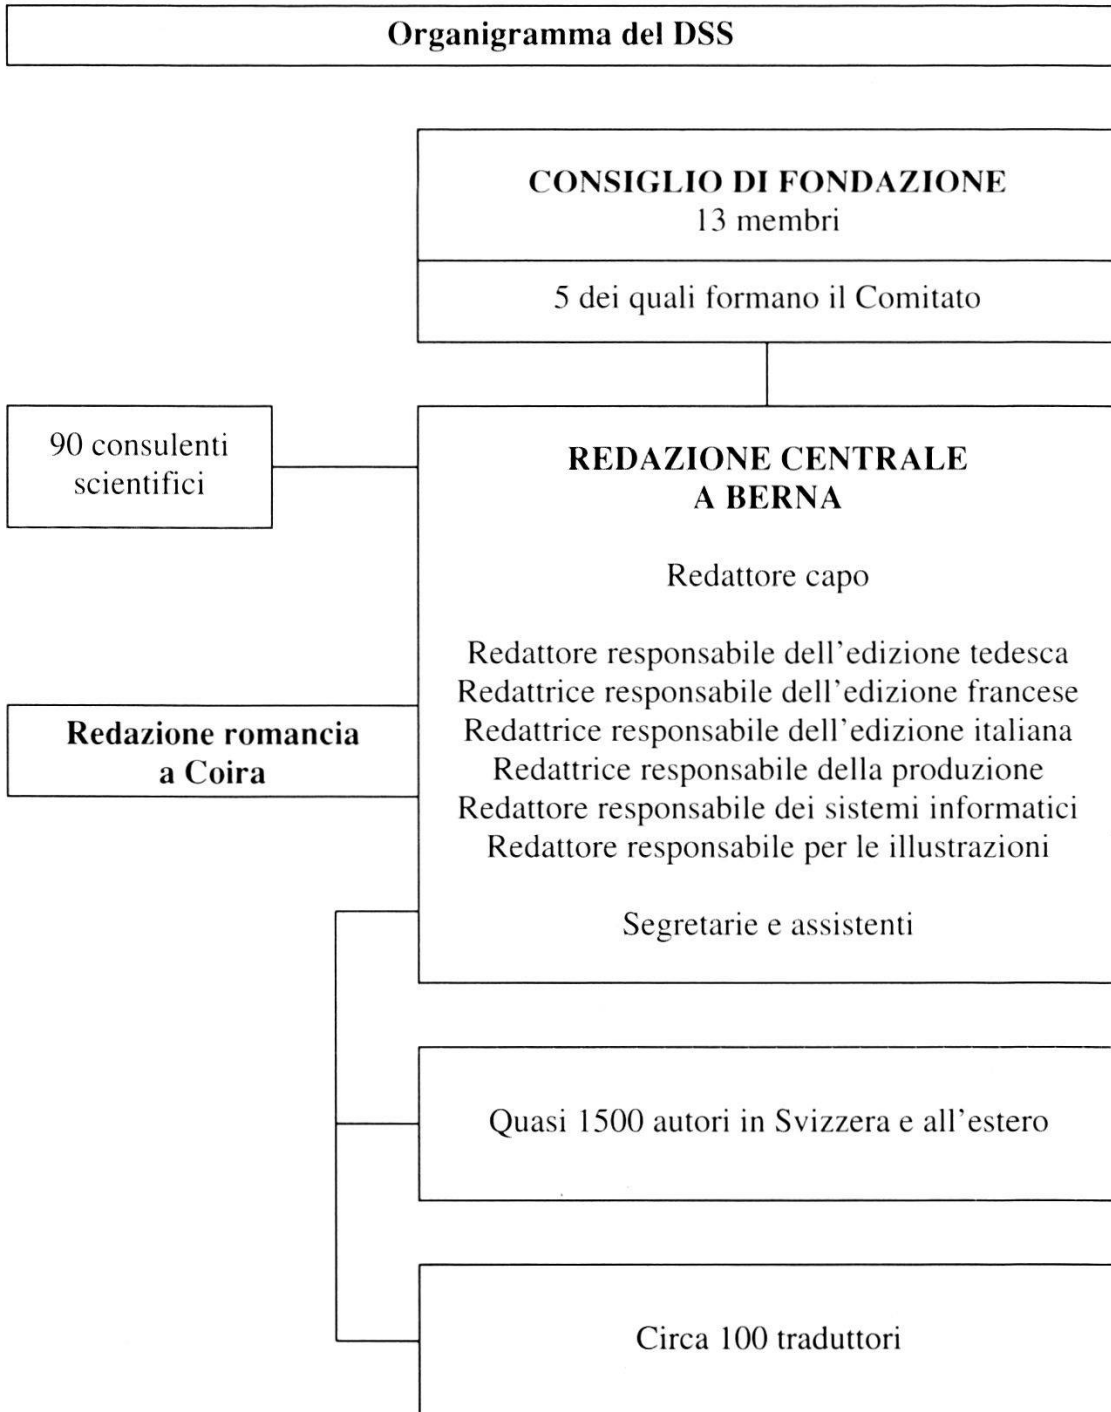 Organigramma del DSS
CONSIGLIO DI FONDAZIONE
13 membri
5 dei quali formano il Comitato
90 consulenti
scientifici
REDAZIONE CENTRALE
A BERNA
Redattore capo
Redattore responsabile dell'edizione tedesca
Redattrice responsabile dell'edizione francese
Redattrice responsabile dell'edizione italiana
Redattrice responsabile della produzione
Redattore responsabile dei sistemi informatici
Redattore responsabile per le illustrazioni
Segretarie e assistenti
Redazione romancia
a Coira
Quasi 1500 autori in Svizzera e all'estero
Circa 100 traduttori